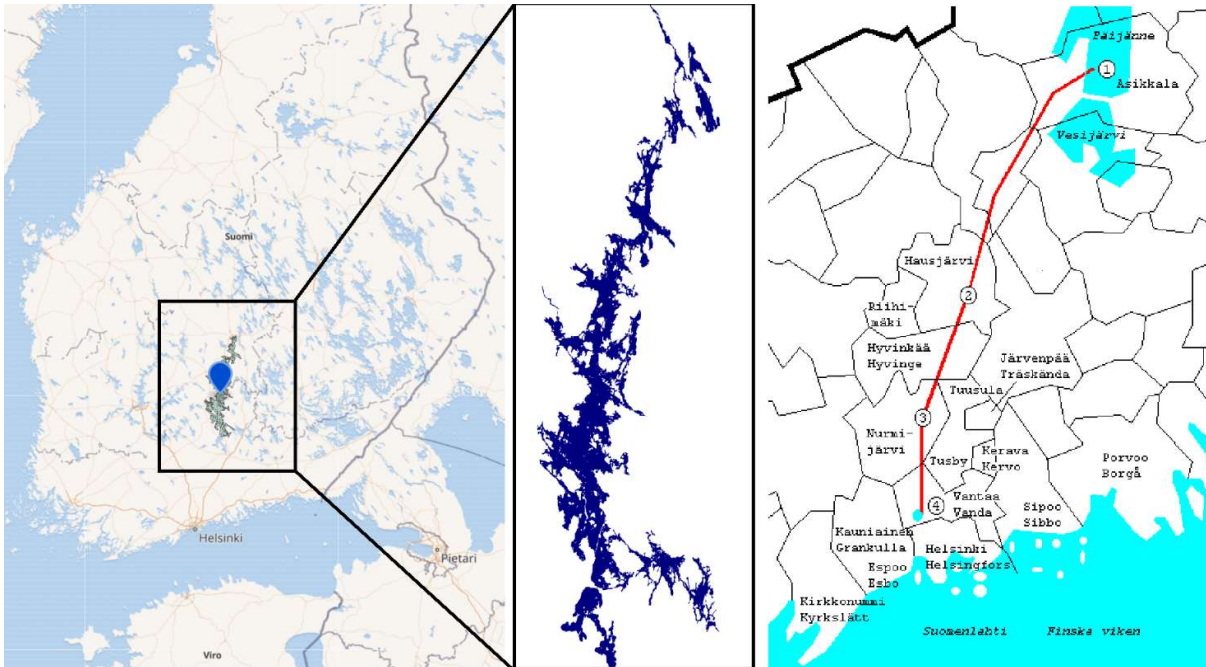 Suomi
Helsinki
Pietari
Viro
Päijänne
1
Asikkala
Vesijärvi
Hausjärvi
2
Riihi-
mäki
Hyvinkää
Hyvinge
Järvenpää
Träskända
Tuusula
3
Nurmi-
järvi
Kerava
Kervo
Tusby
Porvoo
Borgå
4
Vantaa
Vanda
Sipoo
Sibbo
Kauniainen
Grankulla
Helsinki
Helsingfors
Espoo
Esbo
Kirkkonummi
Kyrkslätt
Suomenlahti Finska viken